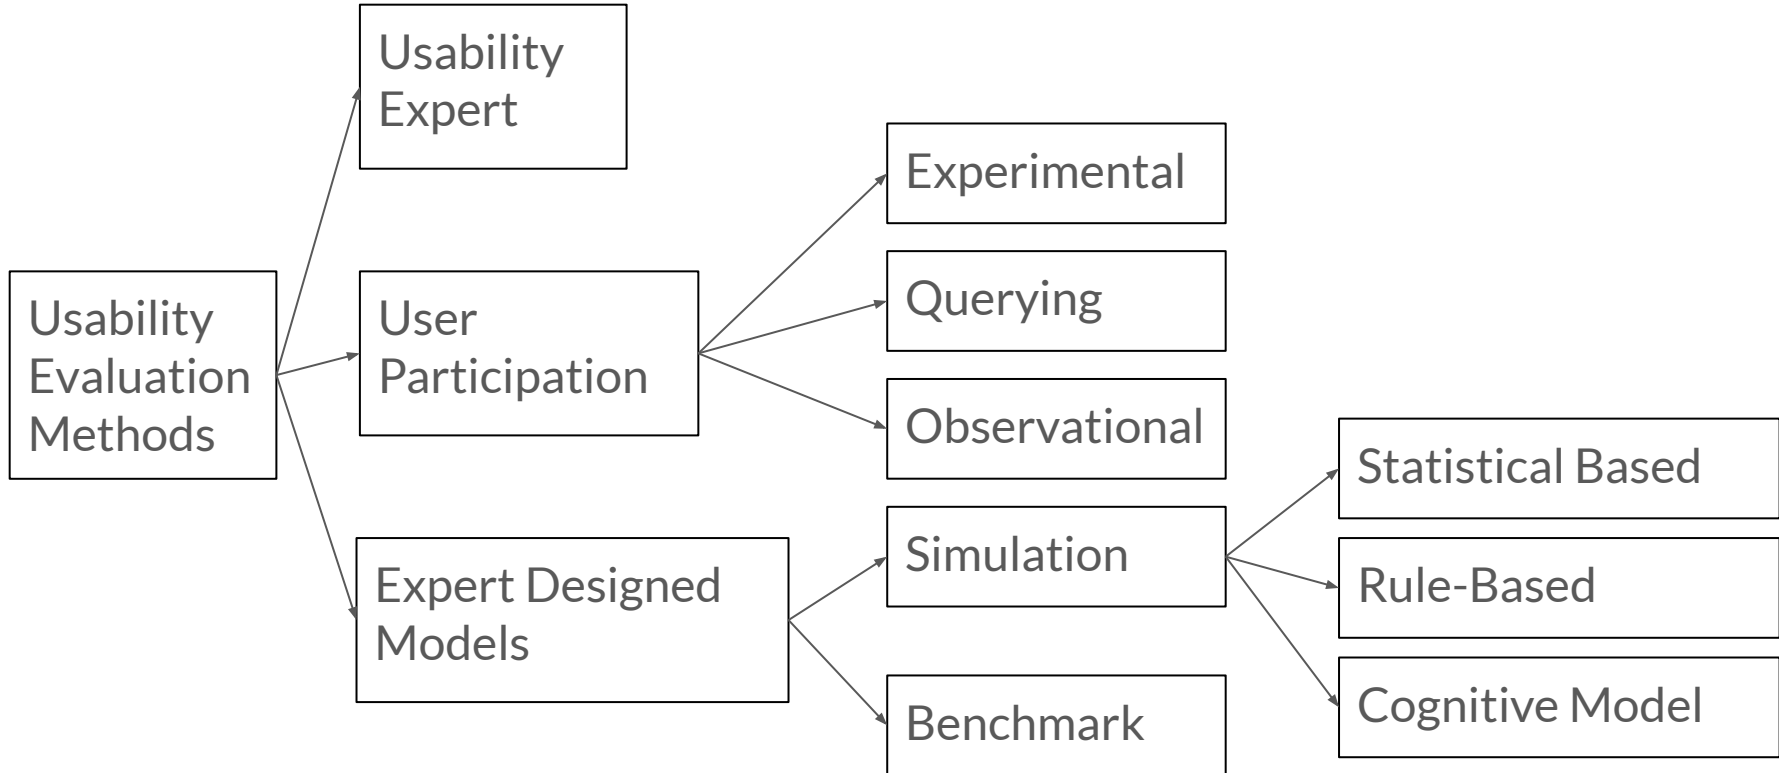 Usability
Evaluation
Methods
Usability
Expert
User
Participation
Expert Designed
Models
Experimental
Querying
Observational
Simulation
Benchmark
Statistical Based
Rule-Based
Cognitive Model